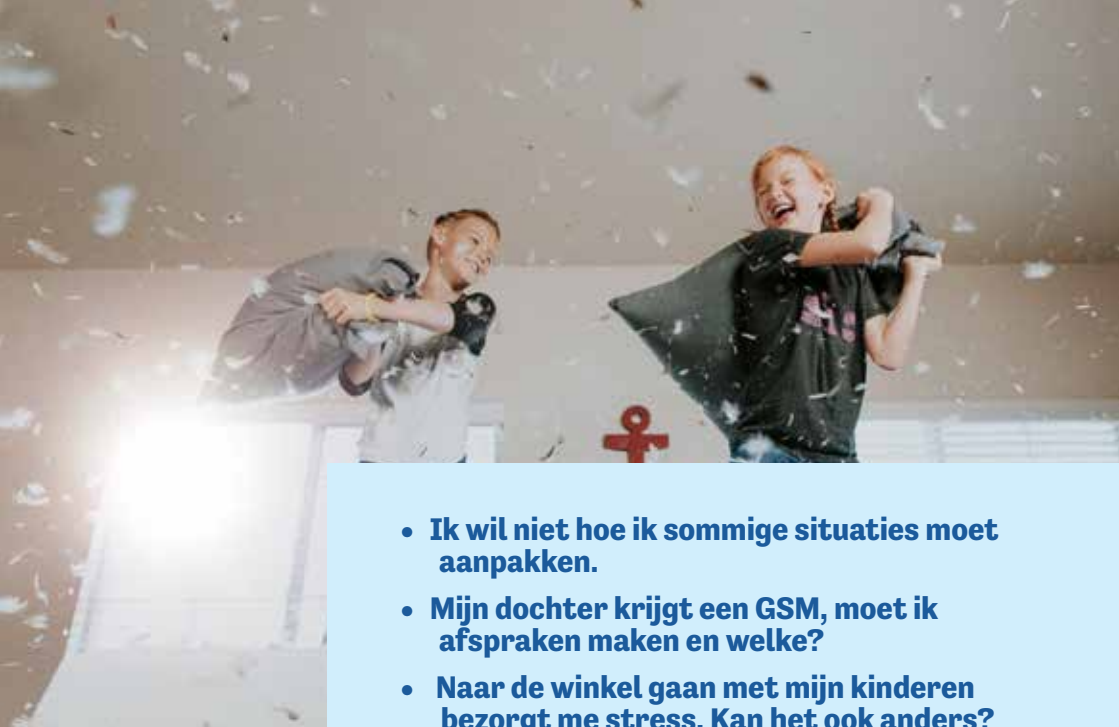 • Ik wil niet hoe ik sommige situaties moet
aanpakken.
• Mijn dochter krijgt een GSM, moet ik
afspraken maken en welke?
• Naar de winkel gaan met mijn kinderen
bezorgt me stress. Kan het ook anders?